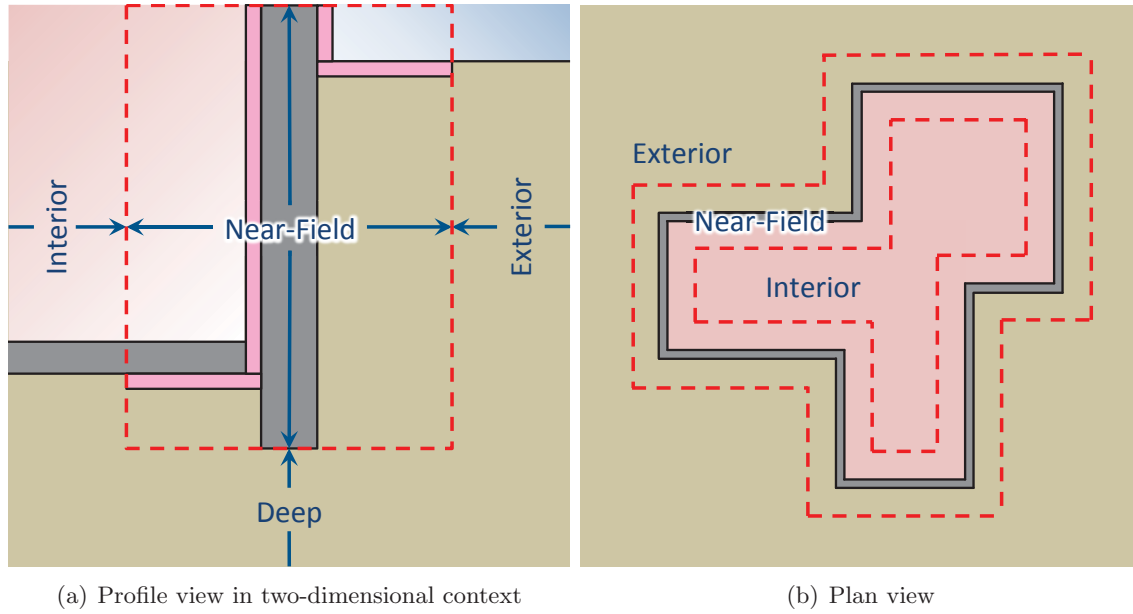 Interior
Near-Field
Exterior
Deep
Exterior
Near-Field
Interior
(a) Profile view in two-dimensional context
(b) Plan view